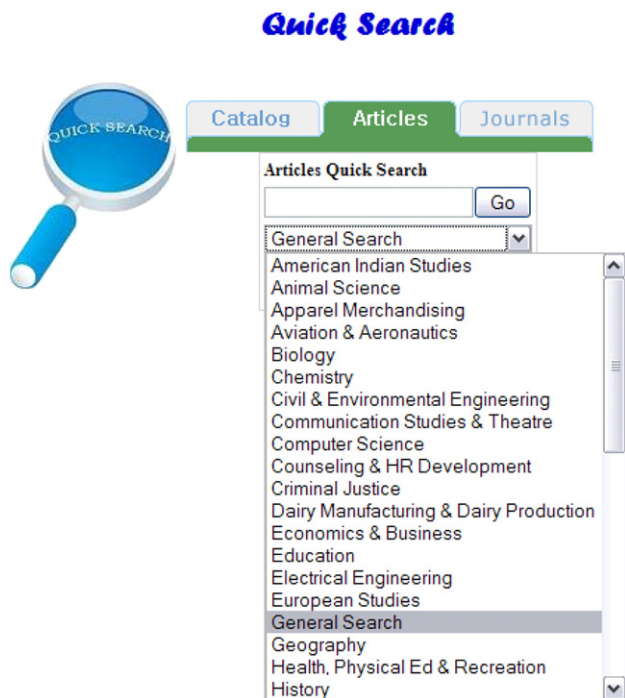 Quick Search
QUICK SEARCH
Catalog Articles Journals
Articles Quick Search
Go
General Search
American Indian Studies
Animal Science
Apparel Merchandising
Aviation & Aeronautics
Biology
Chemistry
Civil & Environmental Engineering
Communication Studies & Theatre
Computer Science
Counseling & HR Development
Criminal Justice
Dairy Manufacturing & Dairy Production
Economics & Business
Education
Electrical Engineering
European Studies
General Search
Geography
Health, Physical Ed & Recreation
History